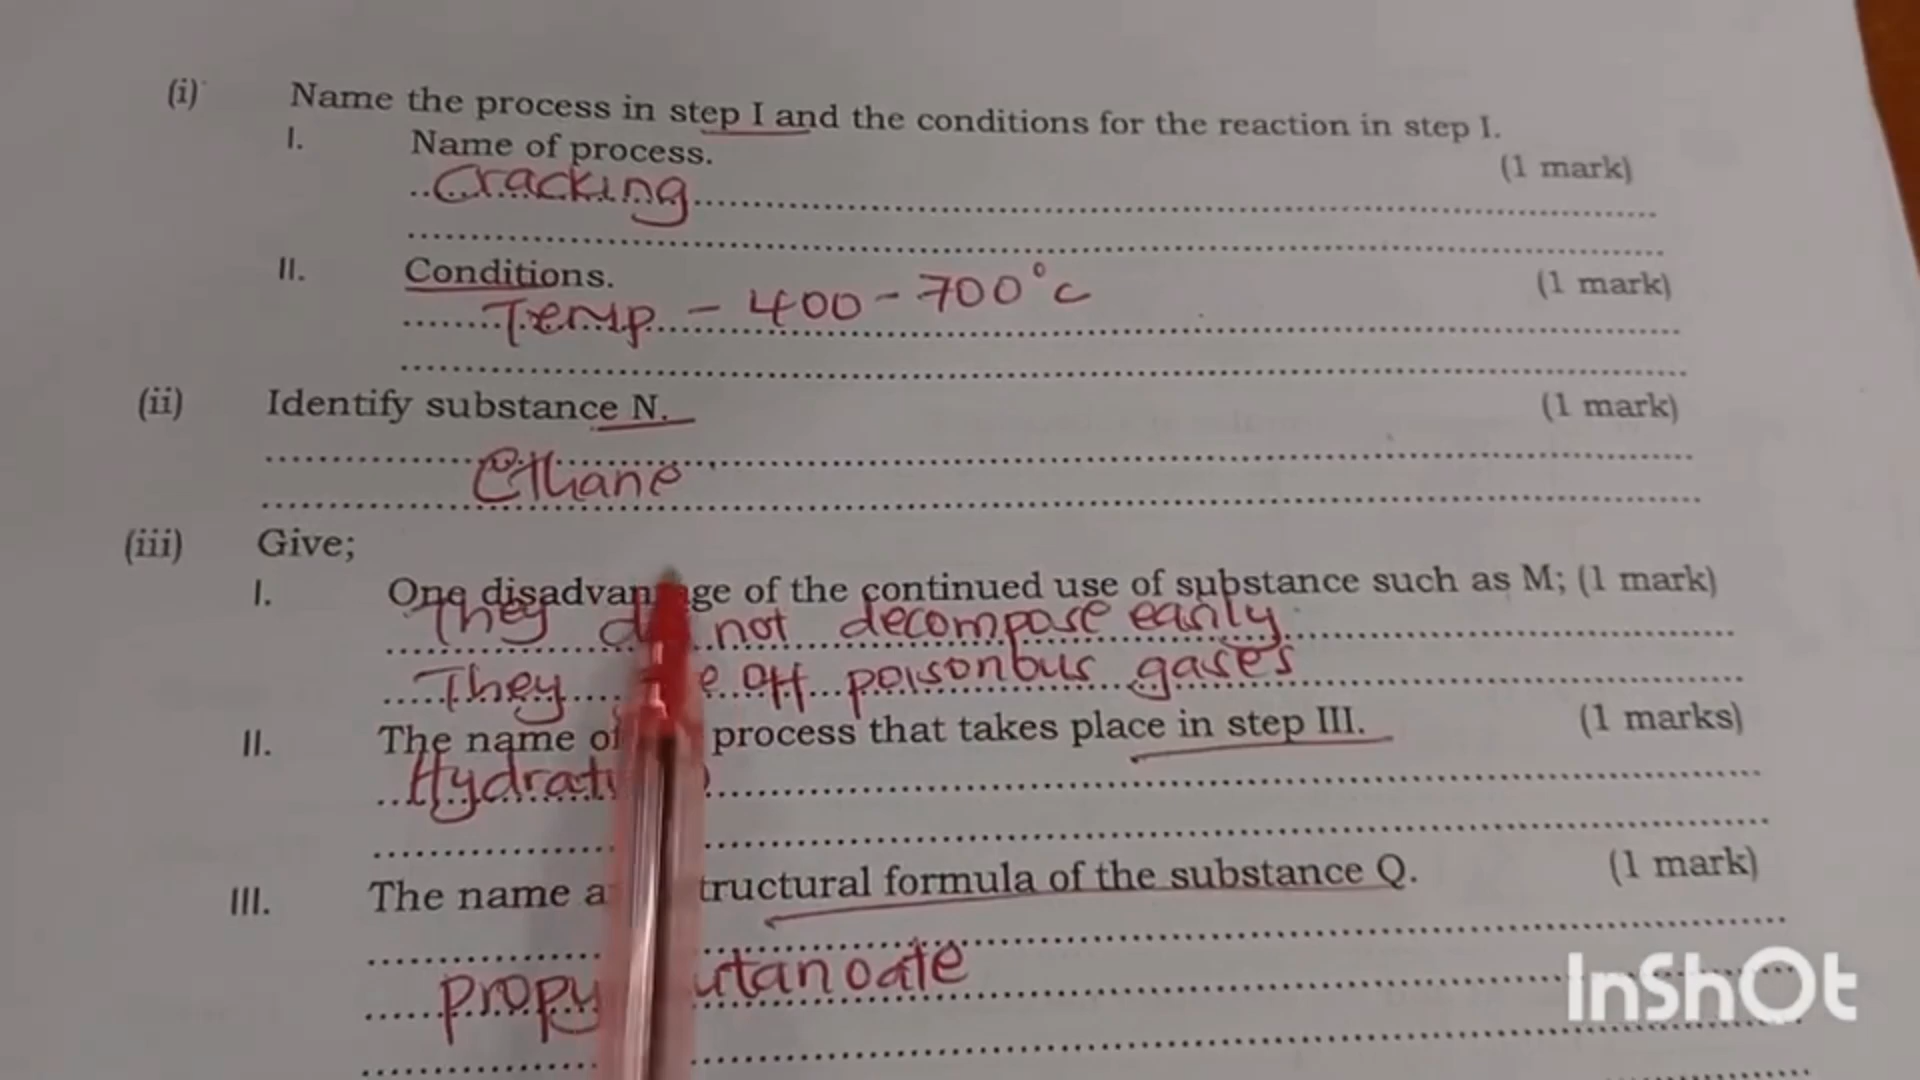 (i) Name the process in step I and the conditions for the reaction in step I.
I. Name of process. (1 mark)
Cracking
II. Conditions. (1 mark)
Temp - 400 - 700°c
(ii) Identify substance N. (1 mark)
Ethane
(iii) Give;
I. One disadvantage of the continued use of substance such as M; (1 mark)
They do not decompose easily
They off poisonous gases
II. The name of process that takes place in step III. (1 marks)
Hydrati
III. The name a tructural formula of the substance Q. (1 mark)
propy utanoate
InShOt